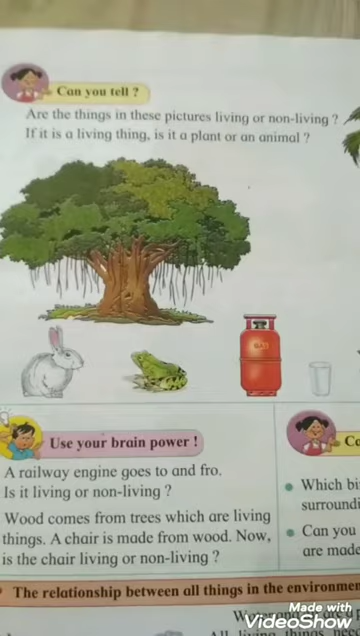 Can you tell ?
Are the things in these pictures living or non-living ?
If it is a living thing, is it a plant or an animal ?
GAS
Use your brain power !
A railway engine goes to and fro.
Is it living or non-living ?
Wood comes from trees which are living
things. A chair is made from wood. Now,
is the chair living or non-living ?
Which
surround
Can you
are made
The relationship between all things in the environmen
Made with
VideoShow